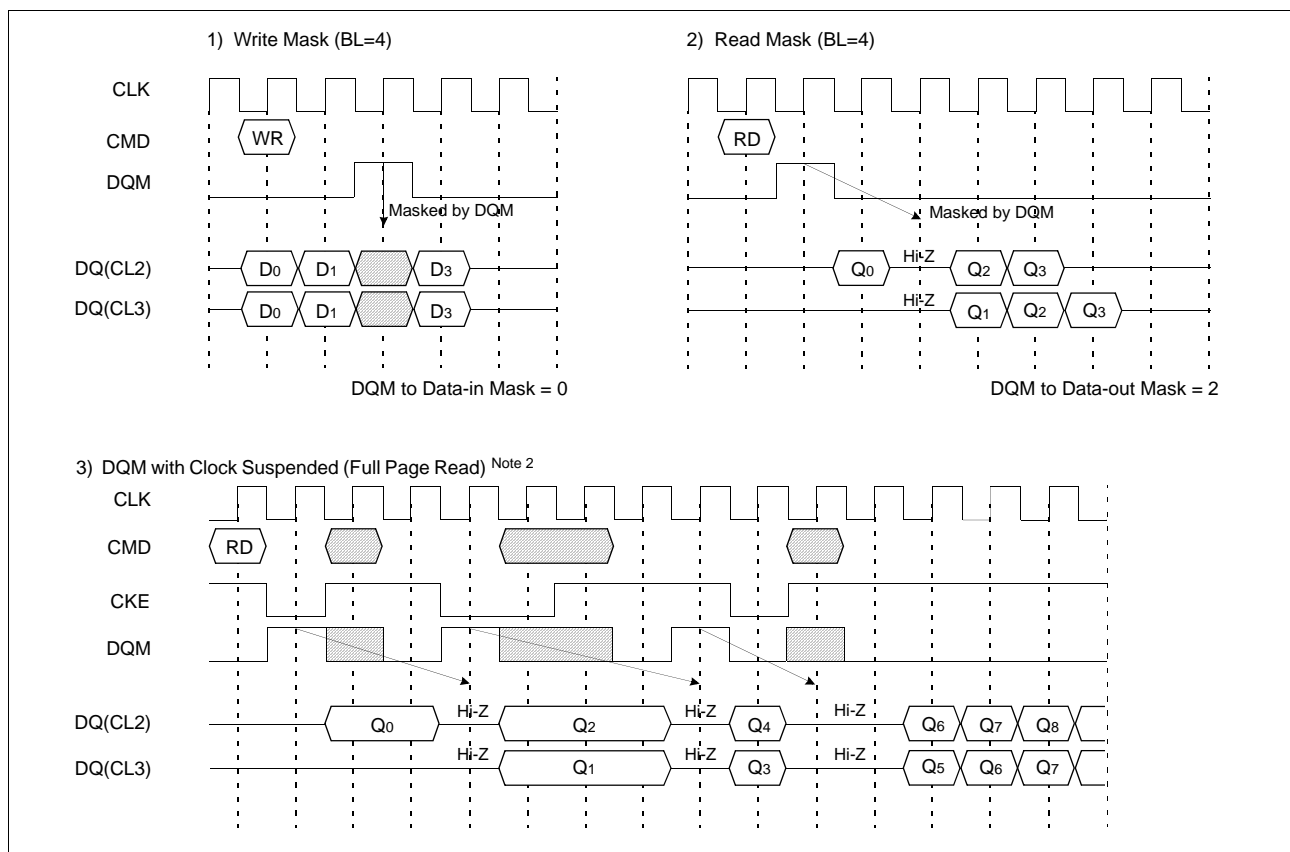 1) Write Mask (BL=4)
CLK
CMD WR
DQM
Masked by DQM
DQ(CL2) D0 D1 D3
DQ(CL3) D0 D1 D3
DQM to Data-in Mask = 0
2) Read Mask (BL=4)
RD
Masked by DQM
Q0 Hi-Z Q2 Q3
Hi-Z Q1 Q2 Q3
DQM to Data-out Mask = 2
3) DQM with Clock Suspended (Full Page Read) Note 2
CLK
CMD RD
CKE
DQM
DQ(CL2) Q0 Hi-Z Q2 Hi-Z Q4 Hi-Z Q6 Q7 Q8
DQ(CL3) Hi-Z Q1 Hi-Z Q3 Hi-Z Q5 Q6 Q7